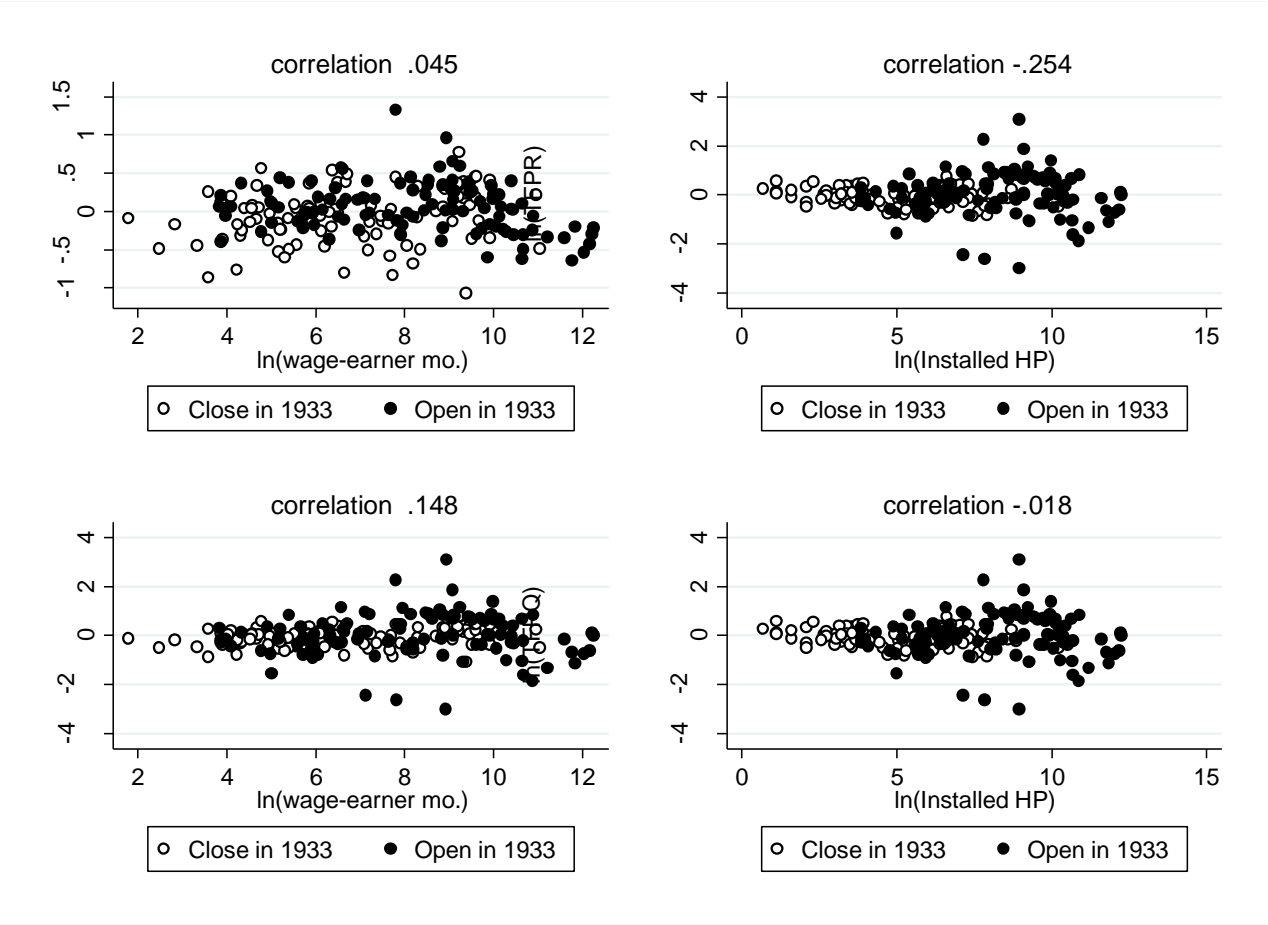 correlation .045
1.5
1
.5
0
-.5
-1
2 4 6 8 10 12
ln(wage-earner mo.)
Close in 1933 Open in 1933
correlation -.254
4
2
0
-2
-4
0 5 10 15
ln(Installed HP)
Close in 1933 Open in 1933
correlation .148
4
2
0
-2
-4
2 4 6 8 10 12
ln(wage-earner mo.)
Close in 1933 Open in 1933
correlation -.018
4
2
0
-2
-4
0 5 10 15
ln(Installed HP)
Close in 1933 Open in 1933